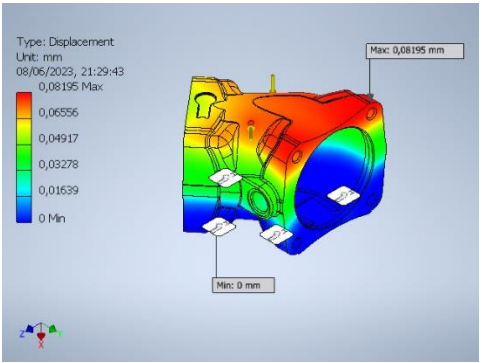 Type: Displacement
Unit: mm
08/06/2023, 21:29:43
0,08195 Max
0,06556
0,04917
0,03278
0,01639
0 Min
Max: 0,08195 mm
Min: 0 mm
Z
Y
X